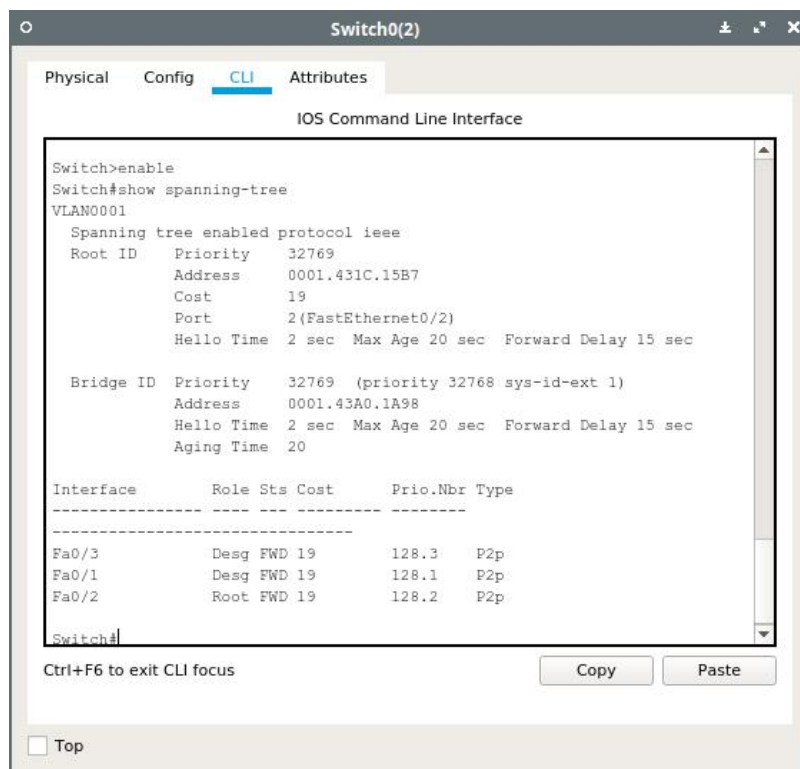 Switch0(2)
Physical Config CLI Attributes
IOS Command Line Interface
Switch>enable
Switch#show spanning-tree
VLAN0001
  Spanning tree enabled protocol ieee
  Root ID    Priority    32769
             Address     0001.431C.15B7
             Cost        19
             Port        2(FastEthernet0/2)
             Hello Time  2 sec  Max Age 20 sec  Forward Delay 15 sec

  Bridge ID  Priority    32769  (priority 32768 sys-id-ext 1)
             Address     0001.43A0.1A98
             Hello Time  2 sec  Max Age 20 sec  Forward Delay 15 sec
             Aging Time  20

Interface        Role Sts Cost      Prio.Nbr Type
---------------- ---- --- --------- --------
--------------------------------
Fa0/3            Desg FWD 19        128.3    P2p
Fa0/1            Desg FWD 19        128.1    P2p
Fa0/2            Root FWD 19        128.2    P2p

Switch#
Ctrl+F6 to exit CLI focus Copy Paste
Top